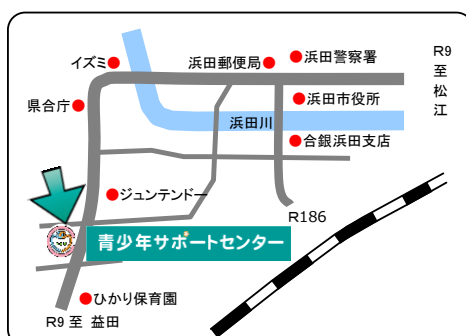 イズミ
浜田郵便局
浜田警察署
R9至松江
県合庁
浜田市役所
浜田川
合銀浜田支店
ジュンテンドー
R186
青少年サポートセンター
ひかり保育園
R9 至 益田